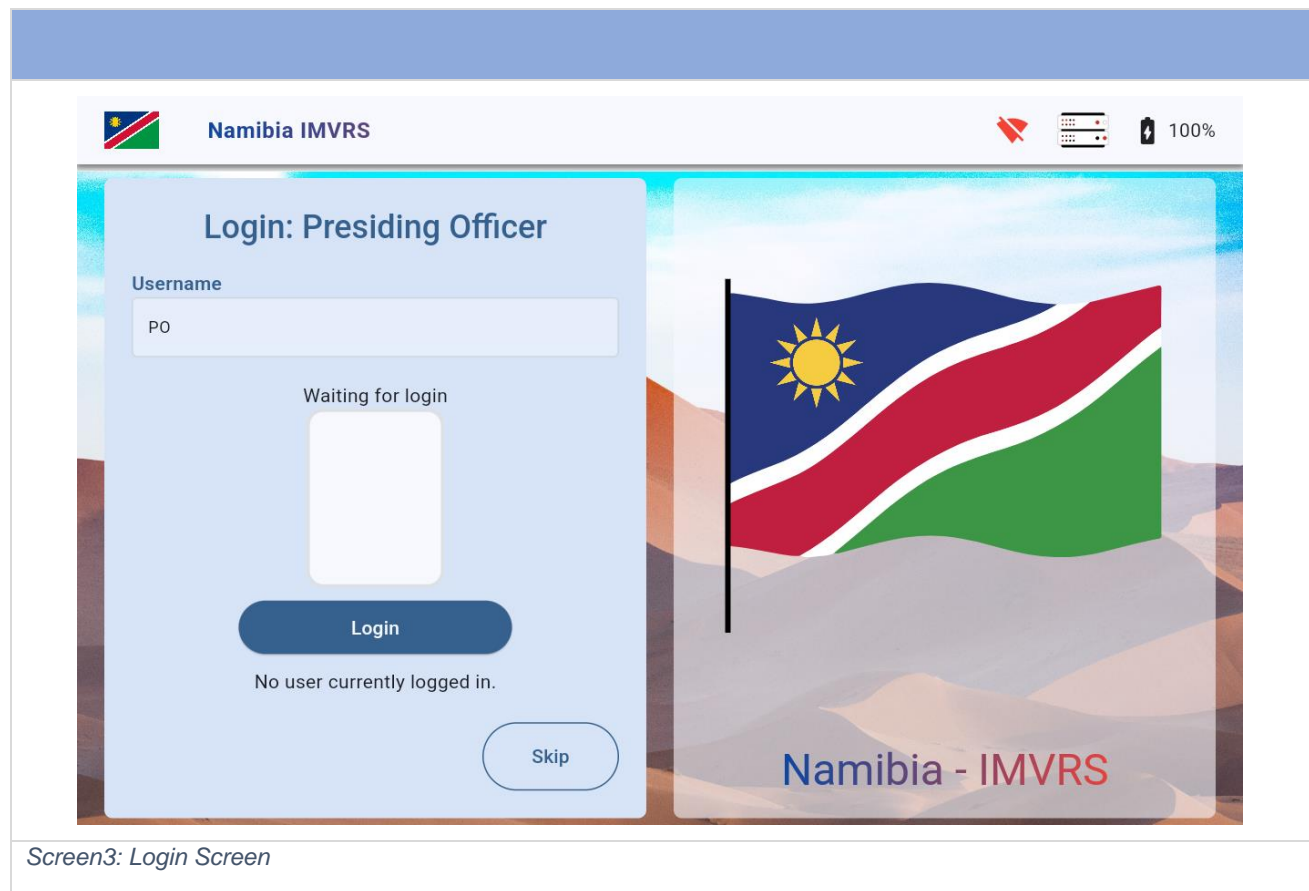 Namibia IMVRS
100%
Login: Presiding Officer
Username
PO
Waiting for login
Login
No user currently logged in.
Skip
Namibia - IMVRS
Screen3: Login Screen